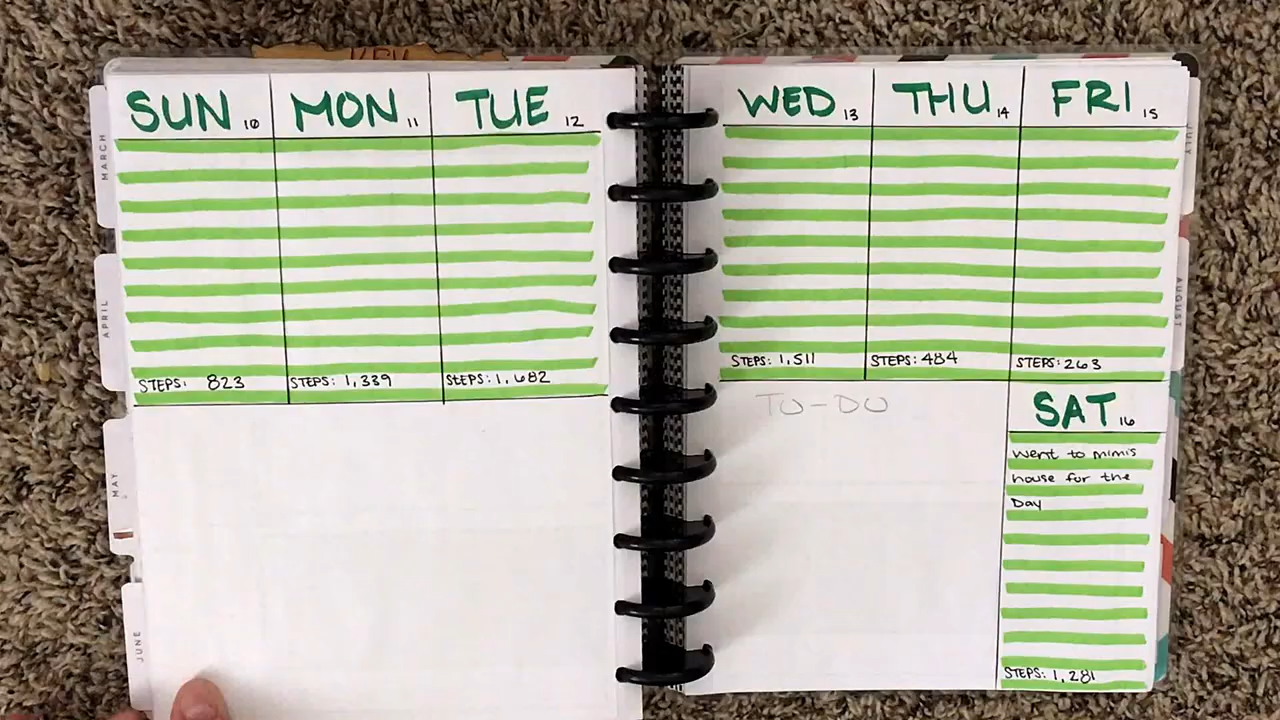 KEY
SUN 10
MON 11
TUE 12
WED 13
THU 14
FRI 15
STEPS: 823
STEPS: 1,339
STEPS: 1,682
STEPS: 1,511
STEPS: 484
STEPS: 263
TO-DO
SAT 16
went to mimis
house for the
Day
STEPS: 1,281
MARCH
APRIL
MAY
JUNE
JULY
AUGUST